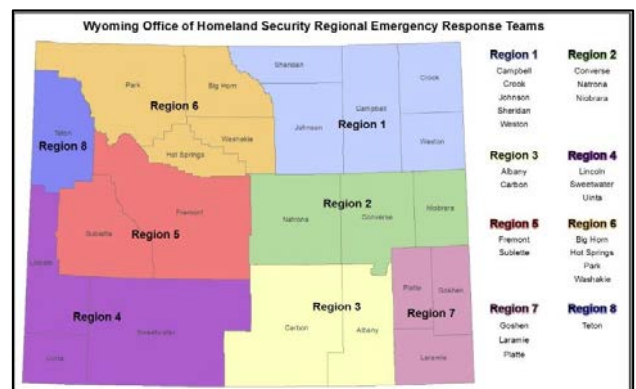 Wyoming Office of Homeland Security Regional Emergency Response Teams
Sheridan
Crook
Park
Big Horn
Campbell
Region 6
Johnson
Region 1
Teton
Washakie
Weston
Region 8
Hot Springs
Fremont
Region 2
Niobrara
Natrona
Converse
Sublette
Region 5
Lincoln
Platte
Goshen
Region 3
Region 4
Region 7
Sweetwater
Carbon
Albany
Uinta
Laramie
Region 1
Campbell
Crook
Johnson
Sheridan
Weston
Region 2
Converse
Natrona
Niobrara
Region 3
Albany
Carbon
Region 4
Lincoln
Sweetwater
Uinta
Region 5
Fremont
Sublette
Region 6
Big Horn
Hot Springs
Park
Washakie
Region 7
Goshen
Laramie
Platte
Region 8
Teton